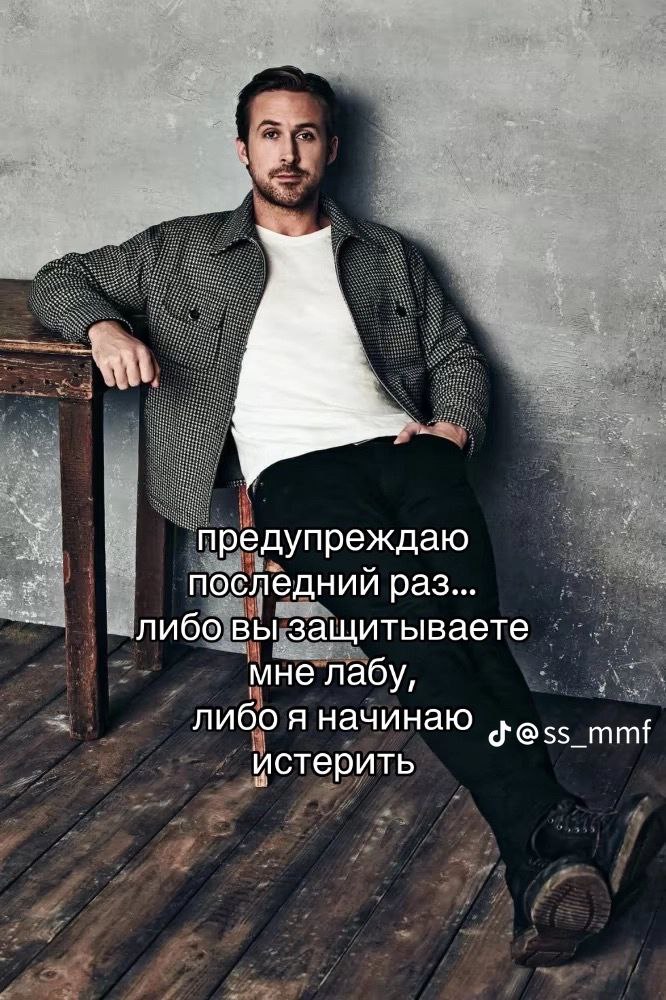 предупреждаю
последний раз...
либо вы защитываете
мне лабу,
либо я начинаю
истерить
@ss_mmf